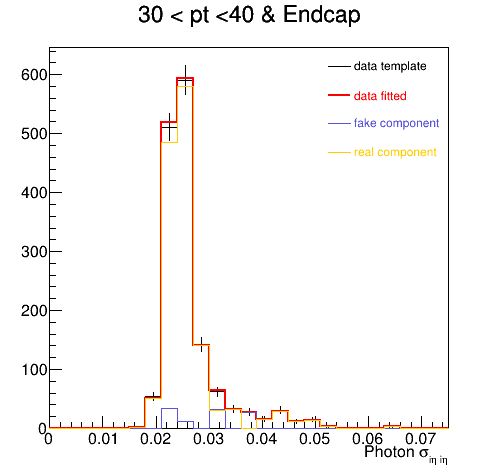 30 < pt <40 & Endcap
data template
data fitted
fake component
real component
600
500
400
300
200
100
0
0 0.01 0.02 0.03 0.04 0.05 0.06 0.07
Photon σ iη iη